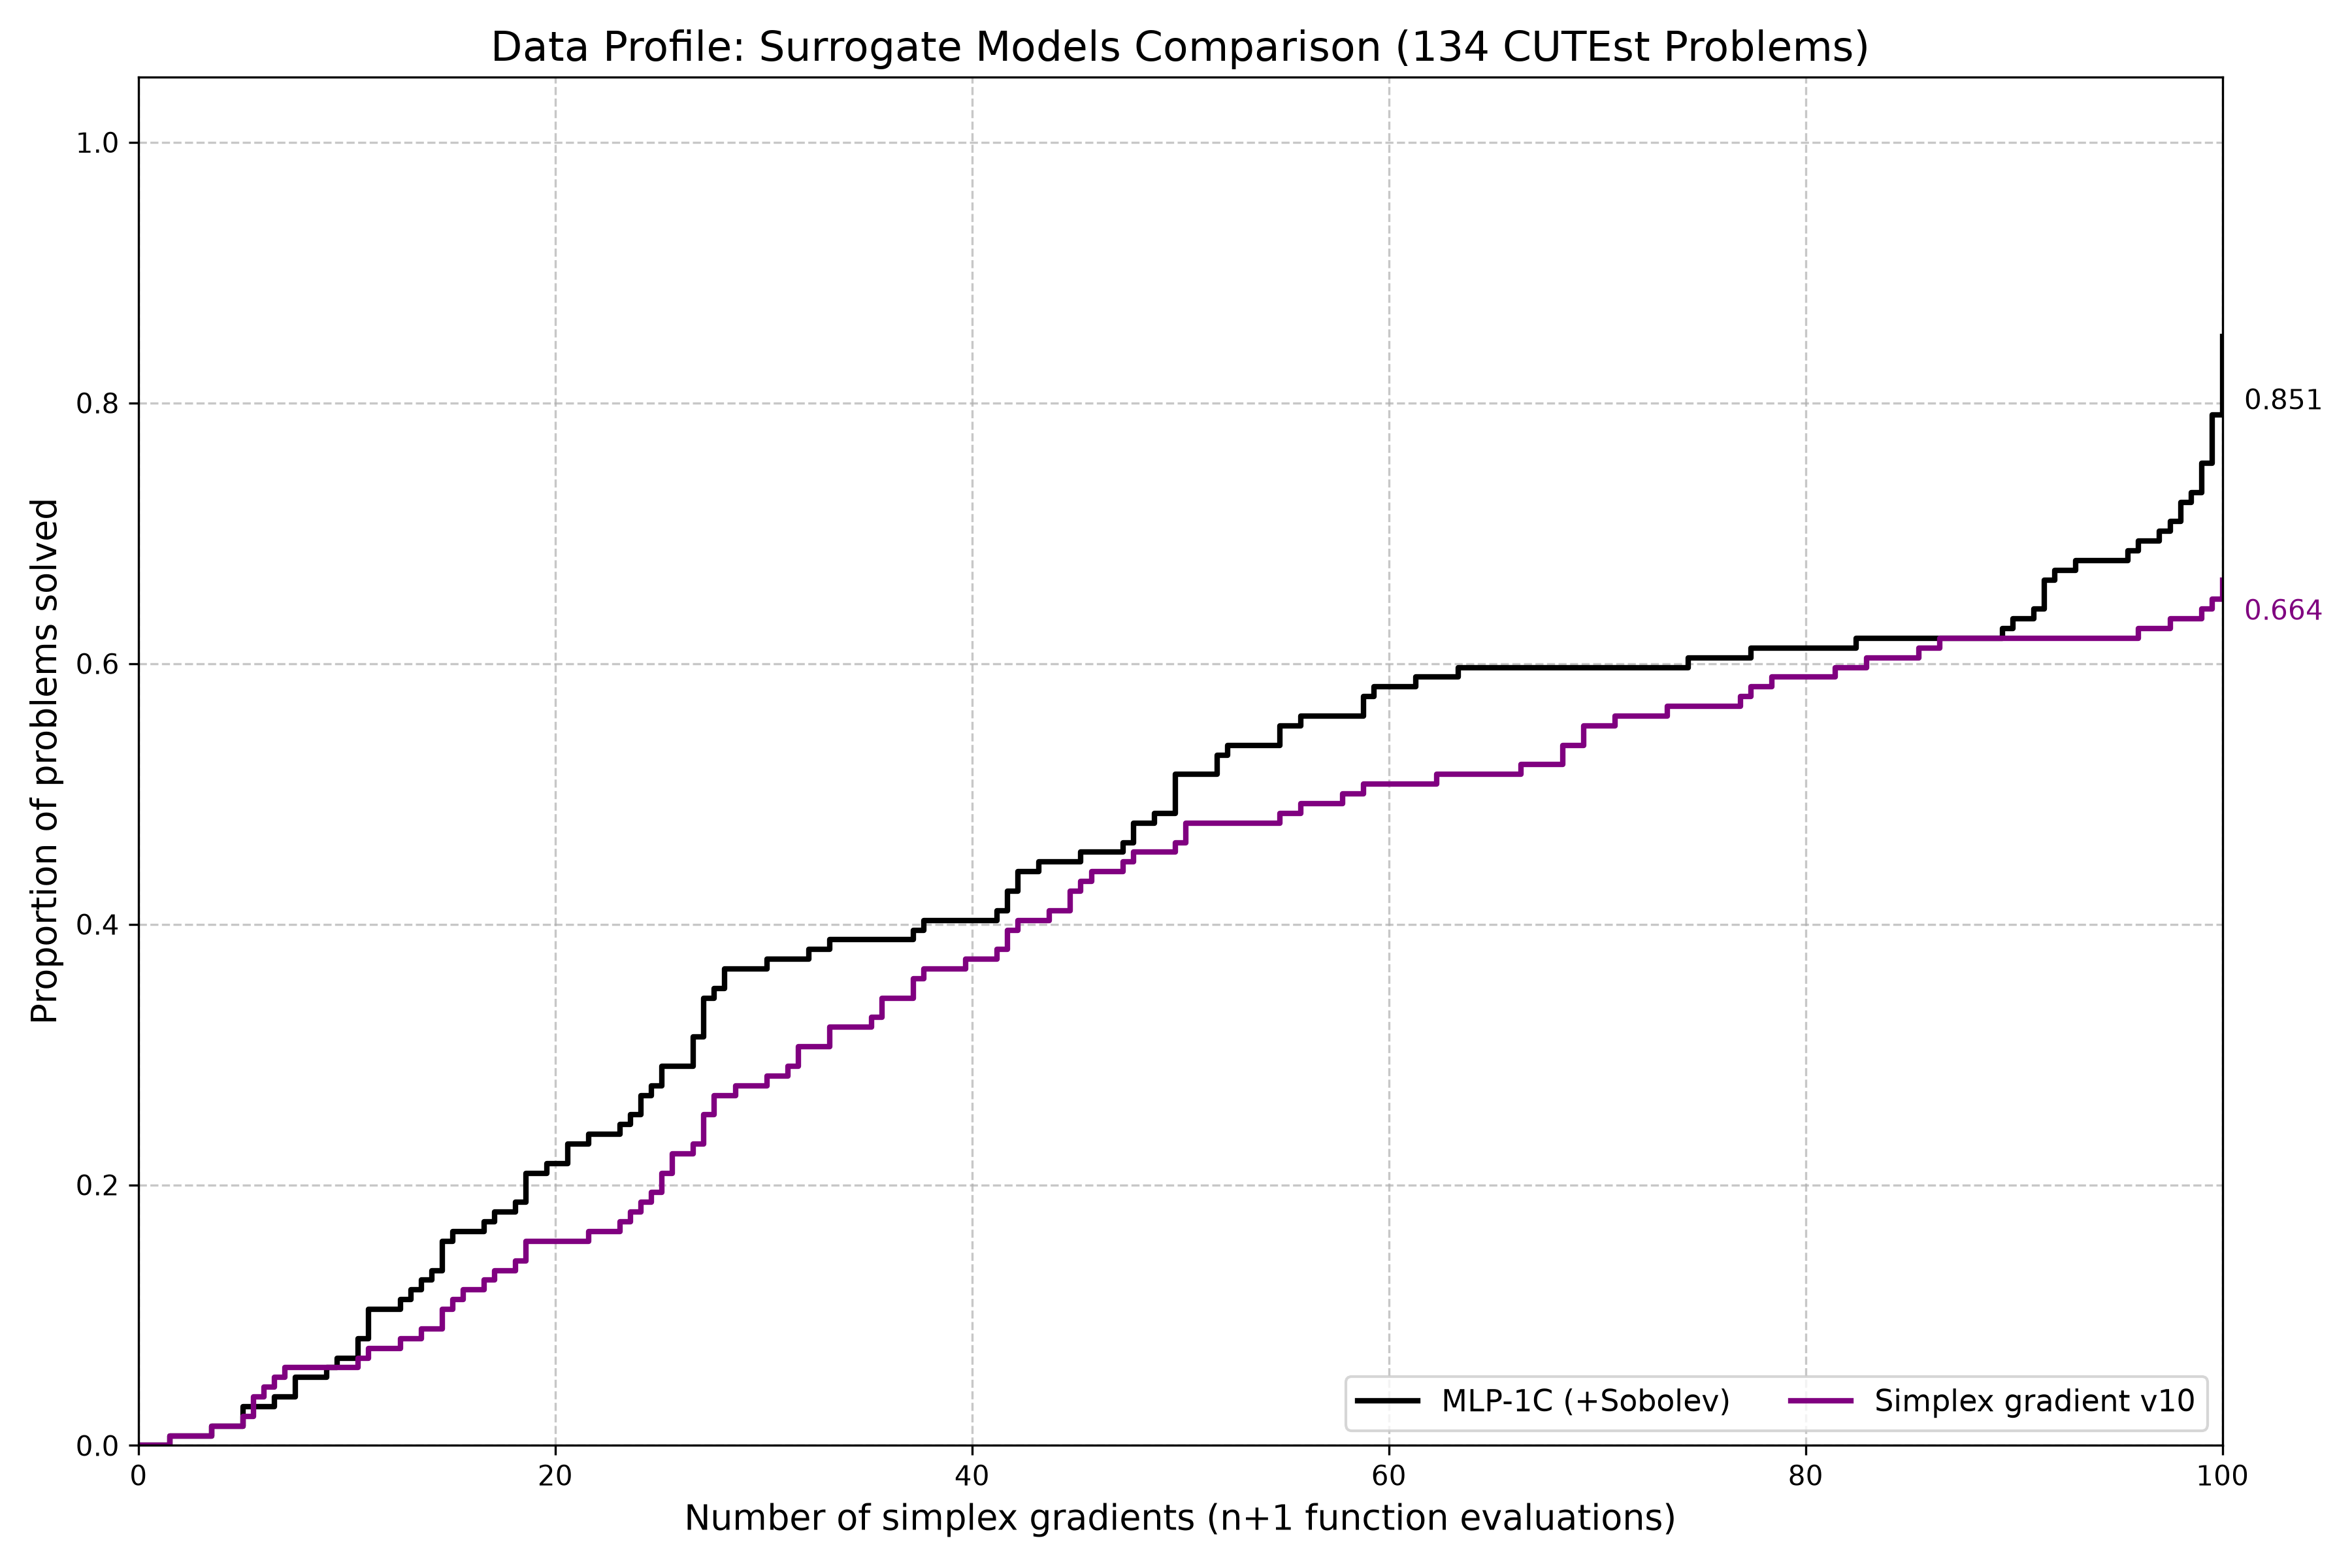 Data Profile: Surrogate Models Comparison (134 CUTEst Problems)
Proportion of problems solved
1.0
0.8
0.6
0.4
0.2
0.0
0
20
40
60
80
100
0.851
0.664
MLP-1C (+Sobolev)
Simplex gradient v10
Number of simplex gradients (n+1 function evaluations)